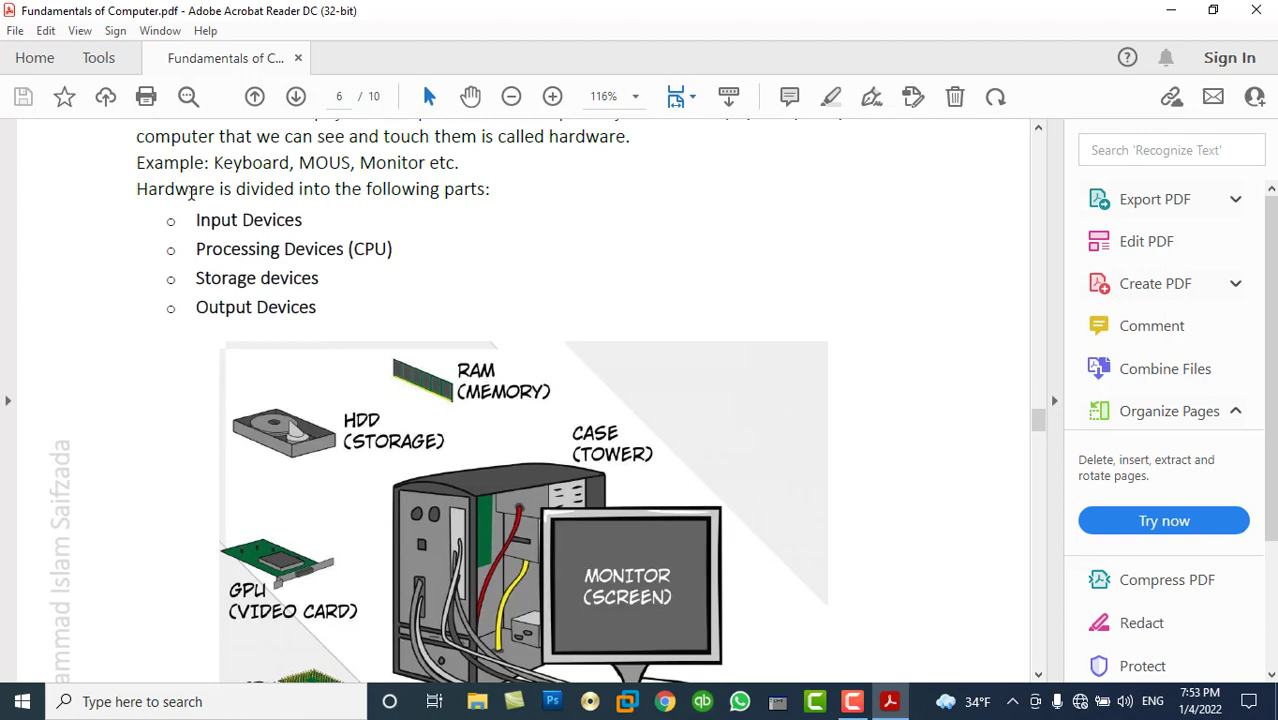 Fundamentals of Computer.pdf - Adobe Acrobat Reader DC (32-bit)
File Edit View Sign Window Help
Home Tools Fundamentals of C... × Sign In
6 / 10 116%
computer that we can see and touch them is called hardware.
Example: Keyboard, MOUS, Monitor etc.
Hardware is divided into the following parts:
Input Devices
Processing Devices (CPU)
Storage devices
Output Devices
RAM
(MEMORY)
HDD
(STORAGE)
CASE
(TOWER)
GPU
(VIDEO CARD)
MONITOR
(SCREEN)
ammad Islam Saifzada
Search 'Recognize Text'
Export PDF
Edit PDF
Create PDF
Comment
Combine Files
Organize Pages
Delete, insert, extract and
rotate pages.
Try now
Compress PDF
Redact
Protect
Type here to search
Ps
qb
34°F
ENG
7:53 PM
1/4/2022